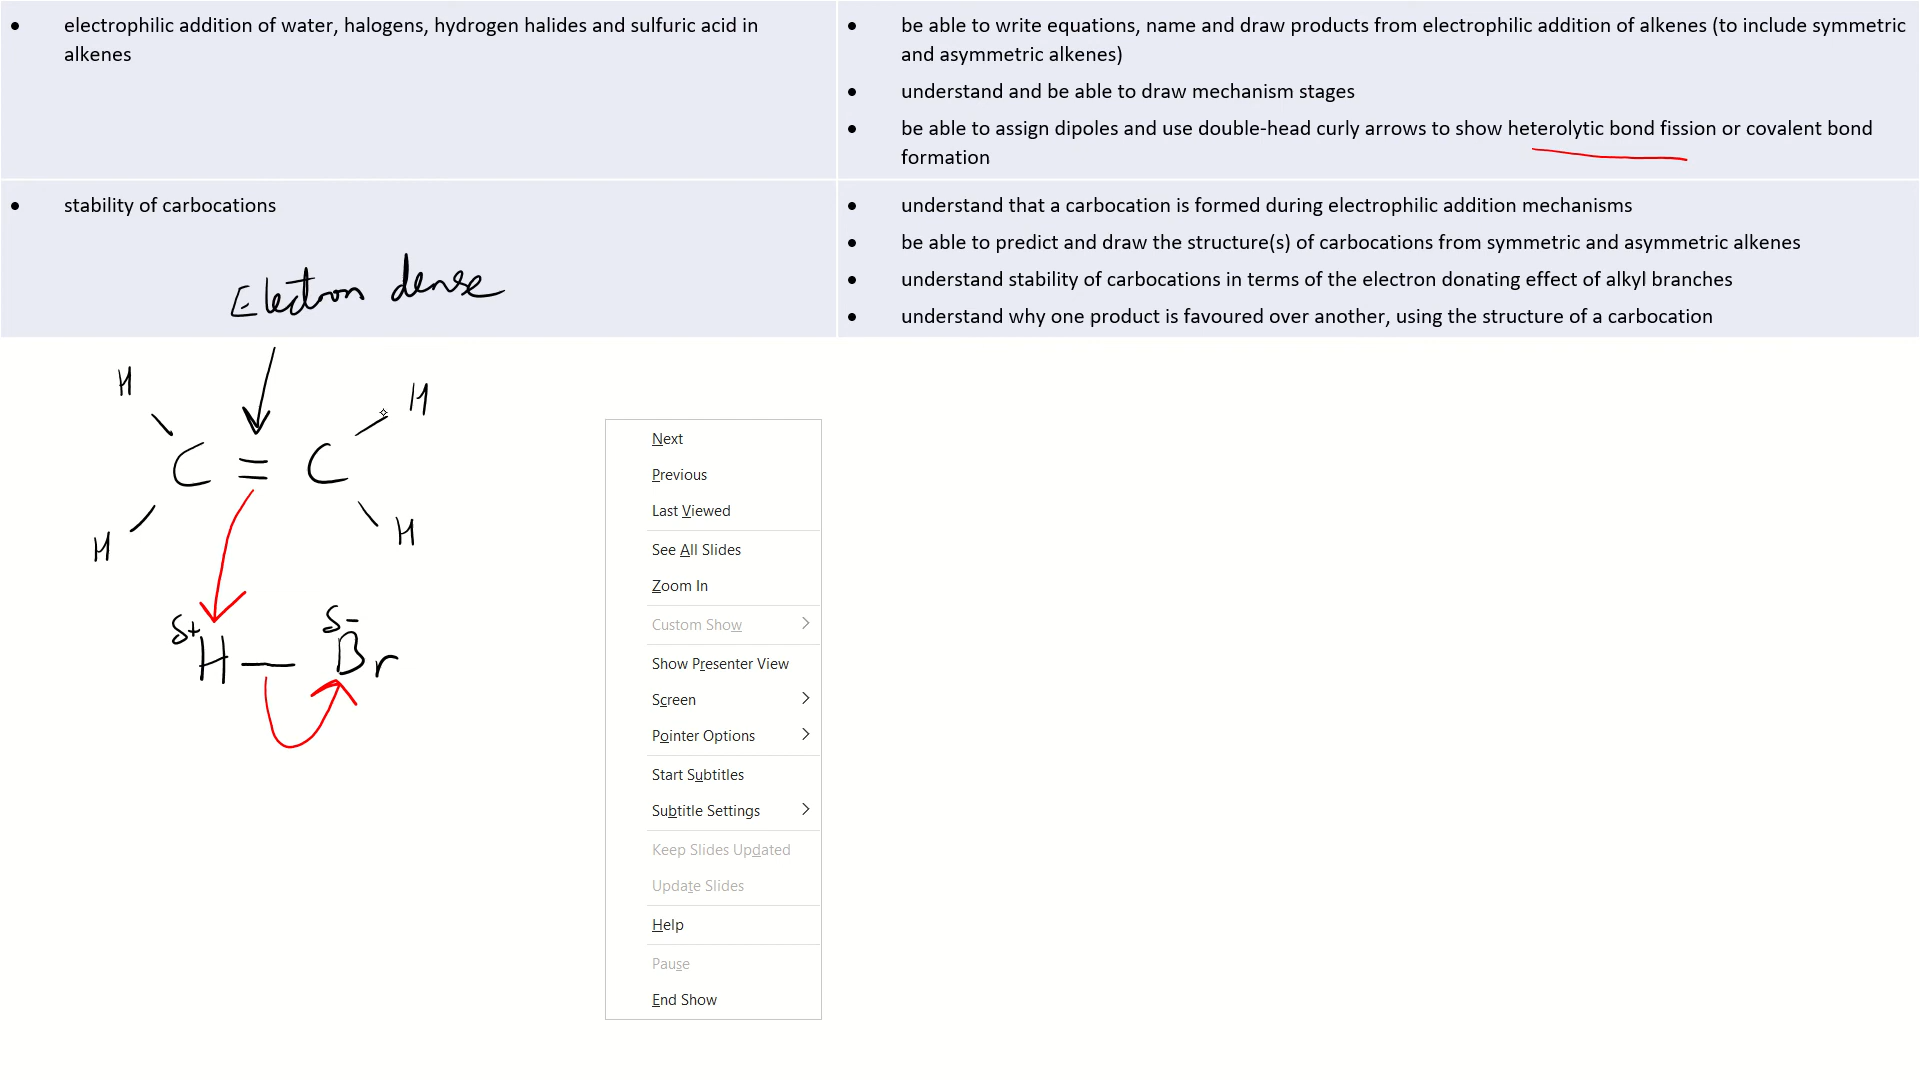 • electrophilic addition of water, halogens, hydrogen halides and sulfuric acid in
alkenes
• be able to write equations, name and draw products from electrophilic addition of alkenes (to include symmetric
and asymmetric alkenes)
• understand and be able to draw mechanism stages
• be able to assign dipoles and use double-head curly arrows to show heterolytic bond fission or covalent bond
formation
• stability of carbocations
• understand that a carbocation is formed during electrophilic addition mechanisms
• be able to predict and draw the structure(s) of carbocations from symmetric and asymmetric alkenes
• understand stability of carbocations in terms of the electron donating effect of alkyl branches
• understand why one product is favoured over another, using the structure of a carbocation
Electron dense
H H
C = C
H H
δ+ δ-
H — Br
Next
Previous
Last Viewed
See All Slides
Zoom In
Custom Show
Show Presenter View
Screen
Pointer Options
Start Subtitles
Subtitle Settings
Keep Slides Updated
Update Slides
Help
Pause
End Show